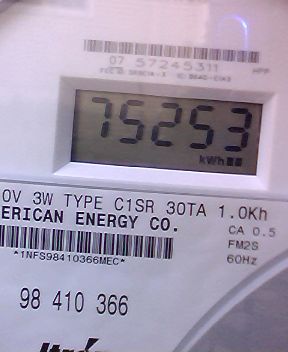 07 57245311
75253
kWh
0V 3W TYPE C1SR 30TA 1.0Kh
ERICAN ENERGY CO.
CA 0.5
FM2S
*1NFS98410366MEC*
60Hz
98 410 366